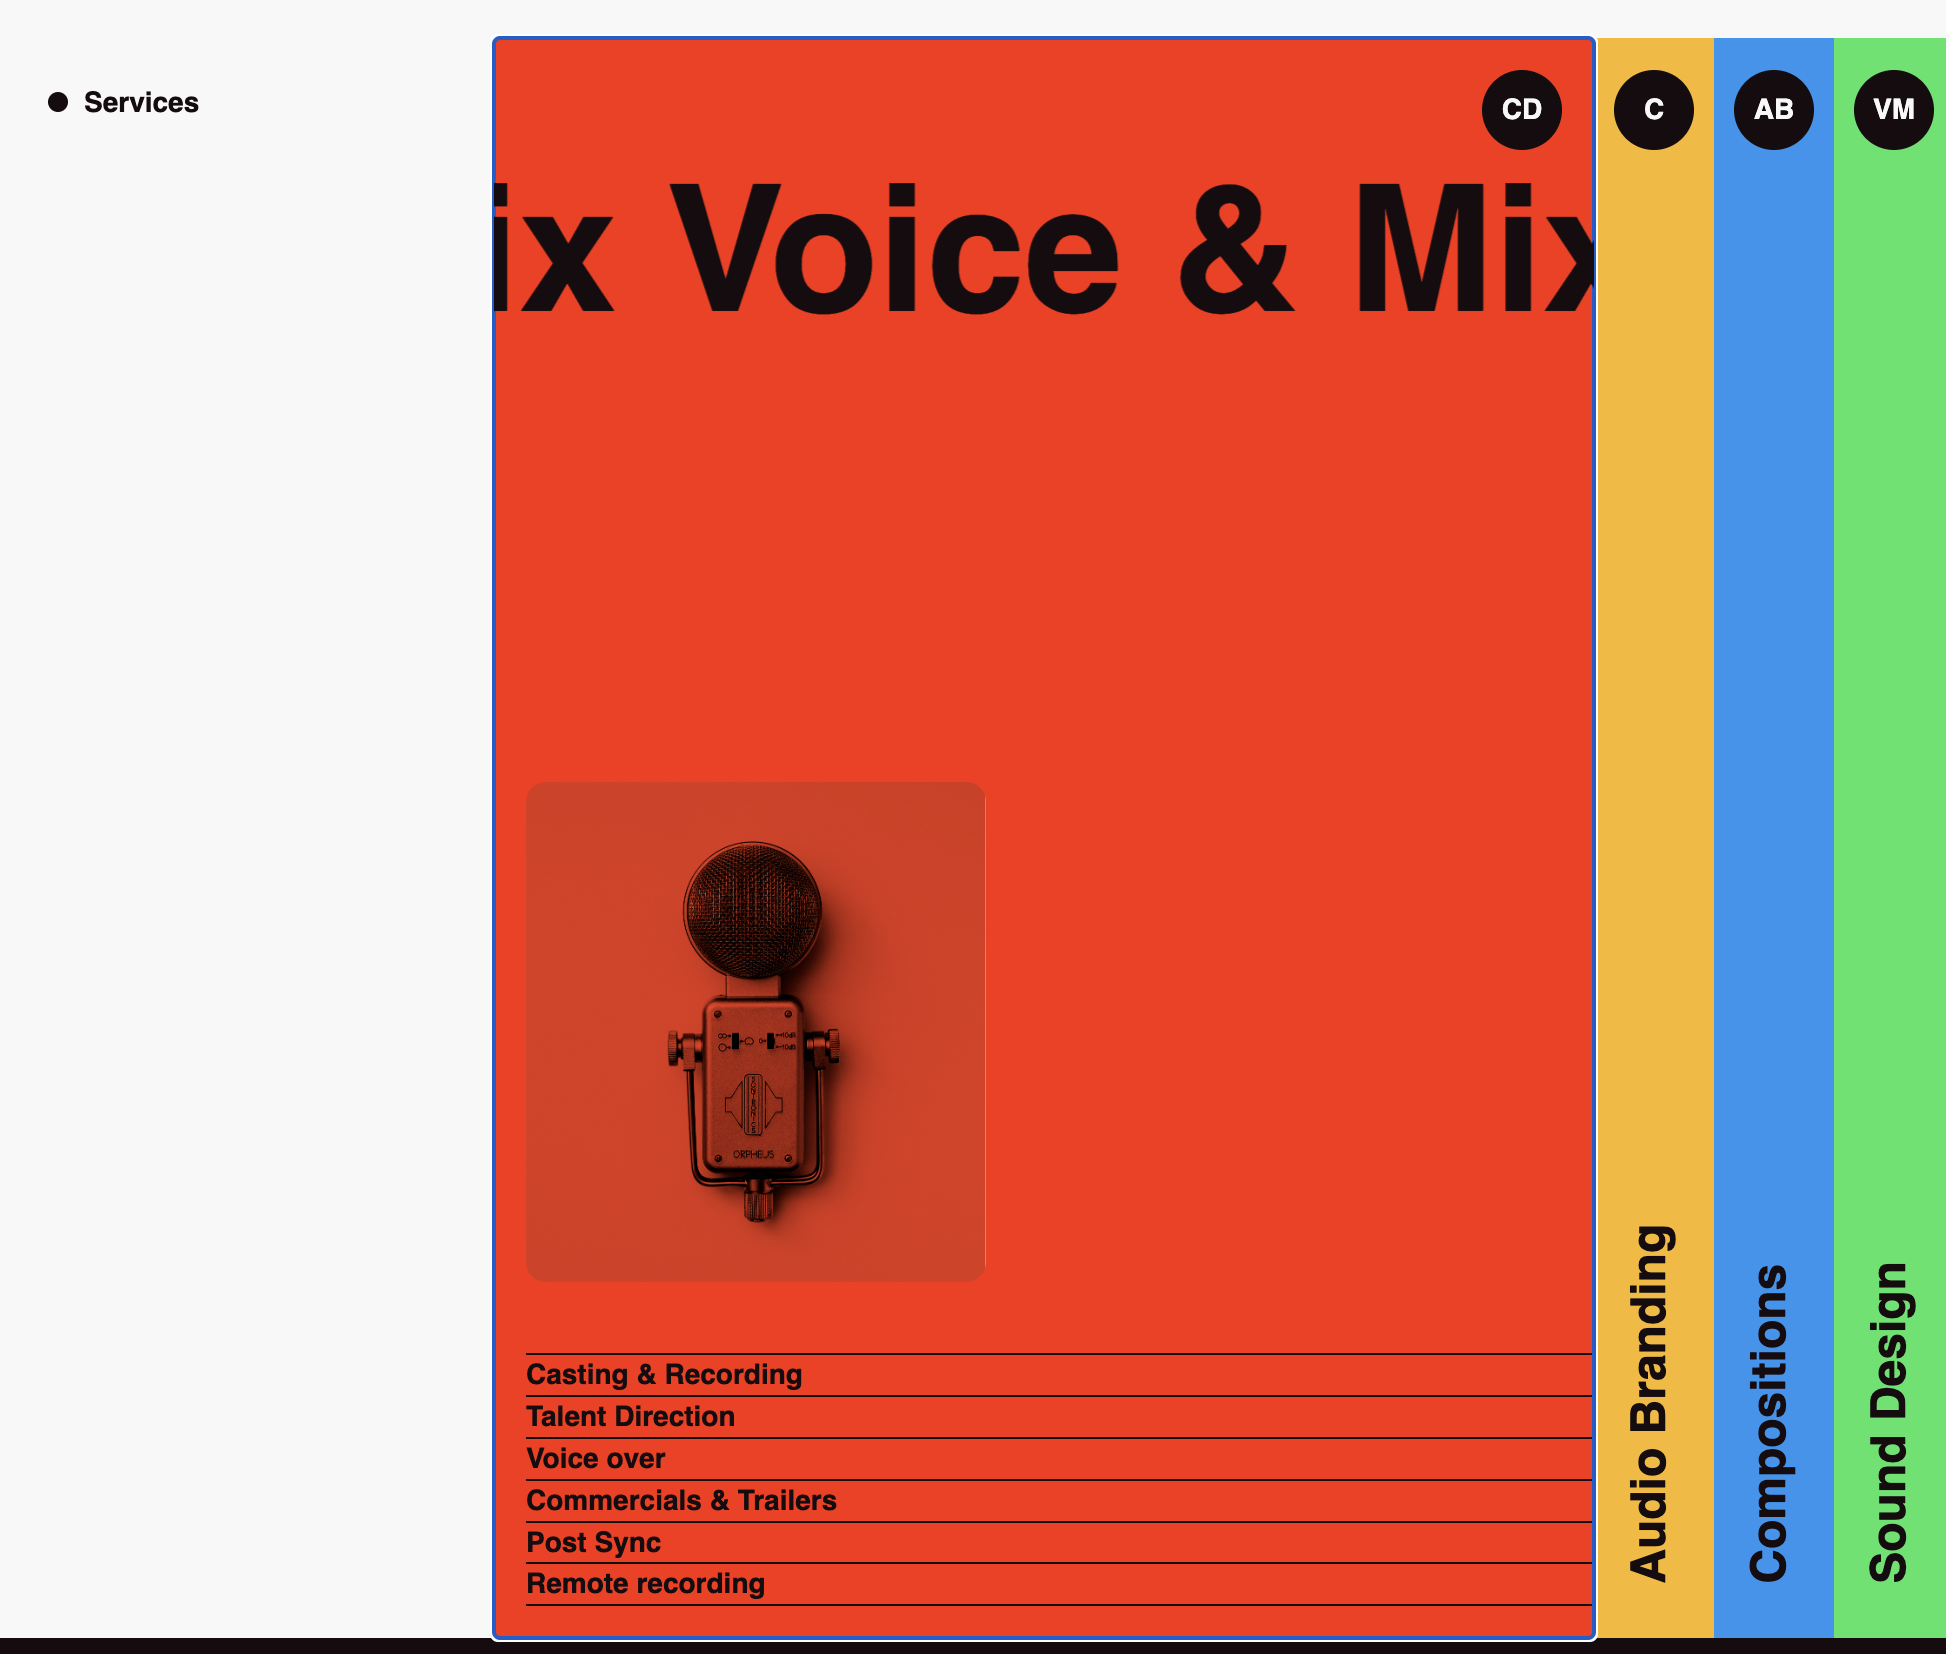 Services
CD
C
AB
VM
ix Voice & Mix
ORPHEUS
Casting & Recording
Talent Direction
Voice over
Commercials & Trailers
Post Sync
Remote recording
Audio Branding
Compositions
Sound Design